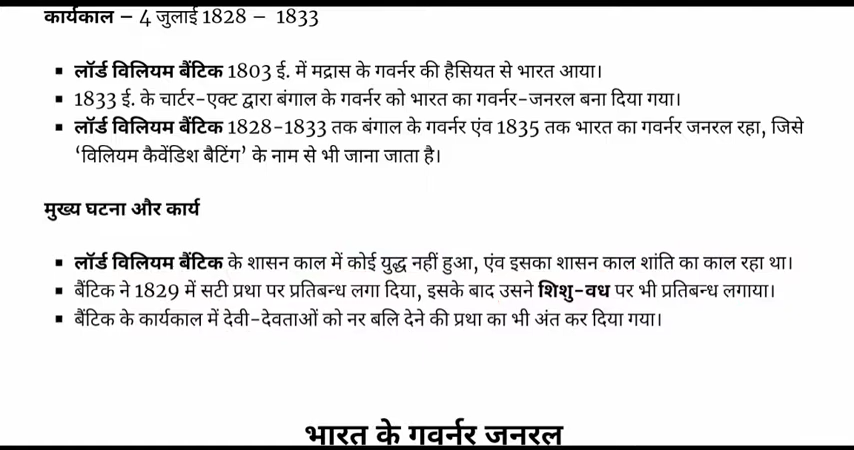 कार्यकाल – 4 जुलाई 1828 – 1833
▪ लॉर्ड विलियम बैंटिक 1803 ई. में मद्रास के गवर्नर की हैसियत से भारत आया।
▪ 1833 ई. के चार्टर-एक्ट द्वारा बंगाल के गवर्नर को भारत का गवर्नर-जनरल बना दिया गया।
▪ लॉर्ड विलियम बैंटिक 1828-1833 तक बंगाल के गवर्नर एंव 1835 तक भारत का गवर्नर जनरल रहा, जिसे
‘विलियम कैवेंडिश बैटिंग’ के नाम से भी जाना जाता है।
मुख्य घटना और कार्य
▪ लॉर्ड विलियम बैंटिक के शासन काल में कोई युद्ध नहीं हुआ, एंव इसका शासन काल शांति का काल रहा था।
▪ बैंटिक ने 1829 में सटी प्रथा पर प्रतिबन्ध लगा दिया, इसके बाद उसने शिशु-वध पर भी प्रतिबन्ध लगाया।
▪ बैंटिक के कार्यकाल में देवी-देवताओं को नर बलि देने की प्रथा का भी अंत कर दिया गया।
भारत के गवर्नर जनरल